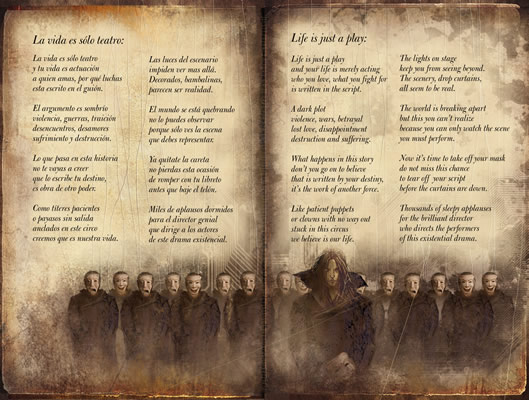 La vida es sólo teatro:
La vida es sólo teatro
y tu vida es actuación
a quien amas, por qué luchas
esta escrito en el guión.
El argumento es sombrío
violencia, guerras, traición
desencuentros, desamores
sufrimiento y destrucción.
Lo que pasa en esta historia
no te vayas a creer
que lo escribe tu destino,
es obra de otro poder.
Como títeres pacientes
o payasos sin salida
anclados en este circo
creemos que es nuestra vida.
Las luces del escenario
impiden ver mas allá.
Decorados, bambalinas,
parecen ser realidad.
El mundo se está quebrando
no lo puedes observar
porque sólo ves la escena
que debes representar.
Ya quítate la careta
no pierdas esta ocasión
de romper con tu libreto
antes que baje el telón.
Miles de aplausos dormidos
para el director genial
que dirige a los actores
de este drama existencial.
Life is just a play:
Life is just a play
and your life is merely acting
who you love, what you fight for
is written in the script.
A dark plot
violence, wars, betrayal
lost love, disappointment
destruction and suffering.
What happens in this story
don't you go on to believe
that is written by your destiny,
it's the work of another force.
Like patient puppets
or clowns with no way out
stuck in this circus
we believe is our life.
The lights on stage
keep you from seeing beyond.
The scenery, drop curtains,
all seem to be real.
The world is breaking apart
but this you can't realize
because you can only watch the scene
you must perform.
Now it's time to take off your mask
do not miss this chance
to tear off your script
before the curtains are down.
Thousands of sleepy applauses
for the brilliant director
who directs the performers
of this existential drama.